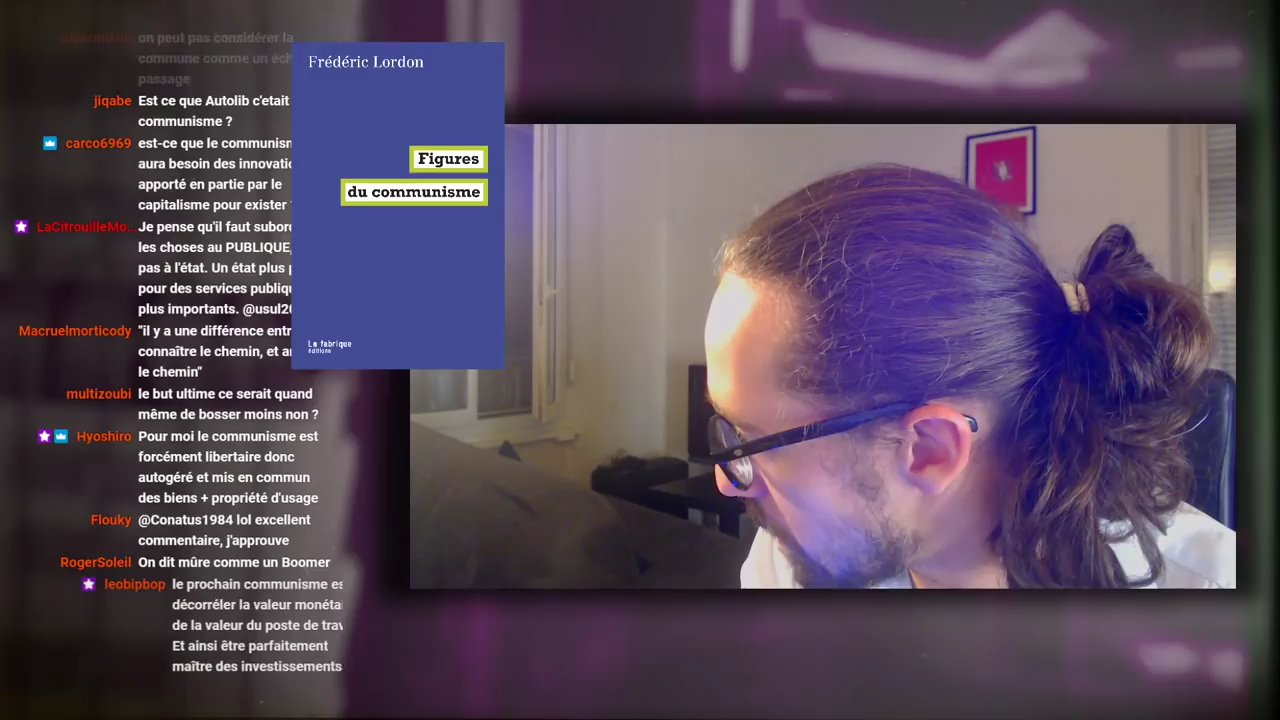 on peut pas considérer la
commune comme un éch
passage
jiqabe Est ce que Autolib c'etait
communisme ?
carco6969 est-ce que le communism
aura besoin des innovatio
apporté en partie par le
capitalisme pour exister
LaCitrouilleMo... Je pense qu'il faut subord
les choses au PUBLIQUE,
pas à l'état. Un état plus p
pour des services publiqu
plus importants. @usul20
Macruelmorticody "il y a une différence entr
connaître le chemin, et ar
le chemin"
multizoubi le but ultime ce serait quand
même de bosser moins non ?
Hyoshiro Pour moi le communisme est
forcément libertaire donc
autogéré et mis en commun
des biens + propriété d'usage
Flouky @Conatus1984 lol excellent
commentaire, j'approuve
RogerSoleil On dit mûre comme un Boomer
leobipbop le prochain communisme es
décorréler la valeur monéta
de la valeur du poste de trav
Et ainsi être parfaitement
maître des investissements
Frédéric Lordon
Figures
du communisme
La fabrique
éditions